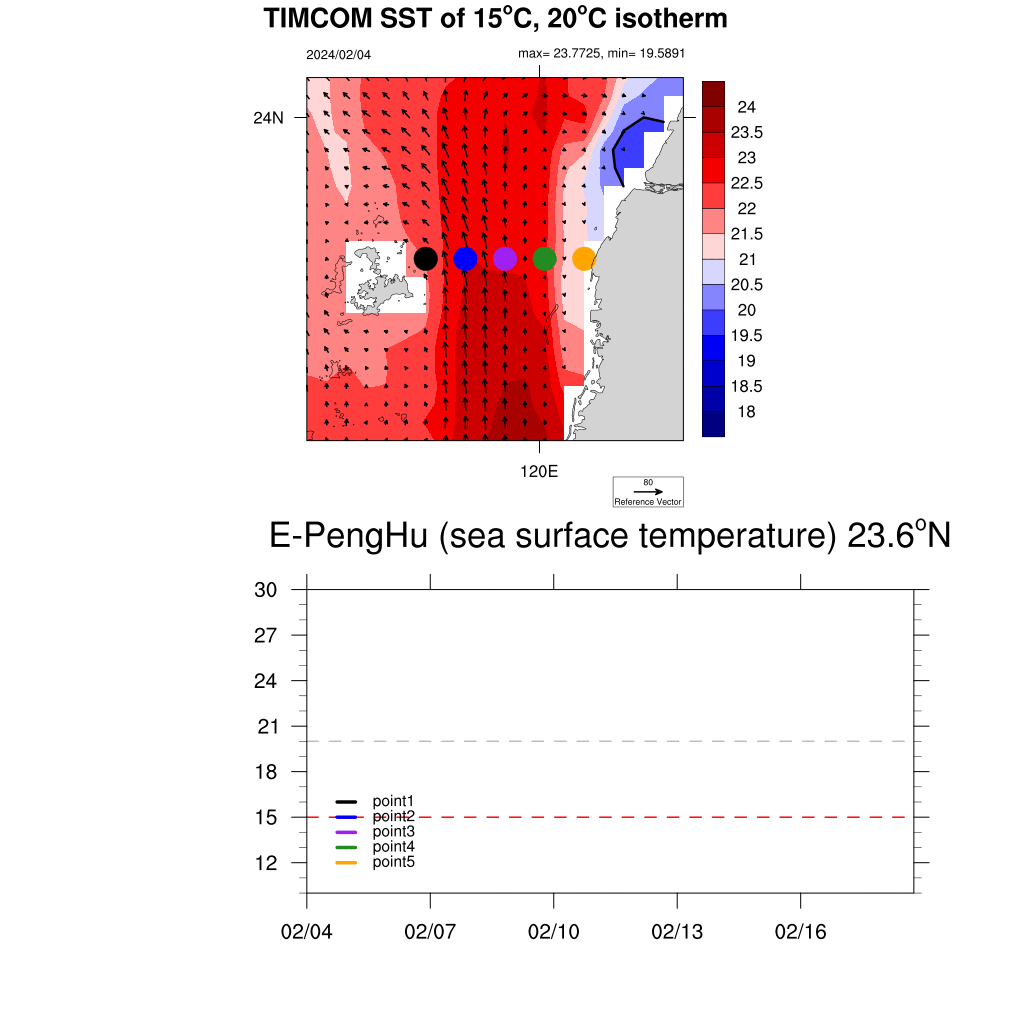 TIMCOM SST of 15°C, 20°C isotherm
2024/02/04
max= 23.7725, min= 19.5891
24N
120E
24
23.5
23
22.5
22
21.5
21
20.5
20
19.5
19
18.5
18
80
Reference Vector
E-PengHu (sea surface temperature) 23.6°N
30
27
24
21
18
15
12
point1
point2
point3
point4
point5
02/04 02/07 02/10 02/13 02/16